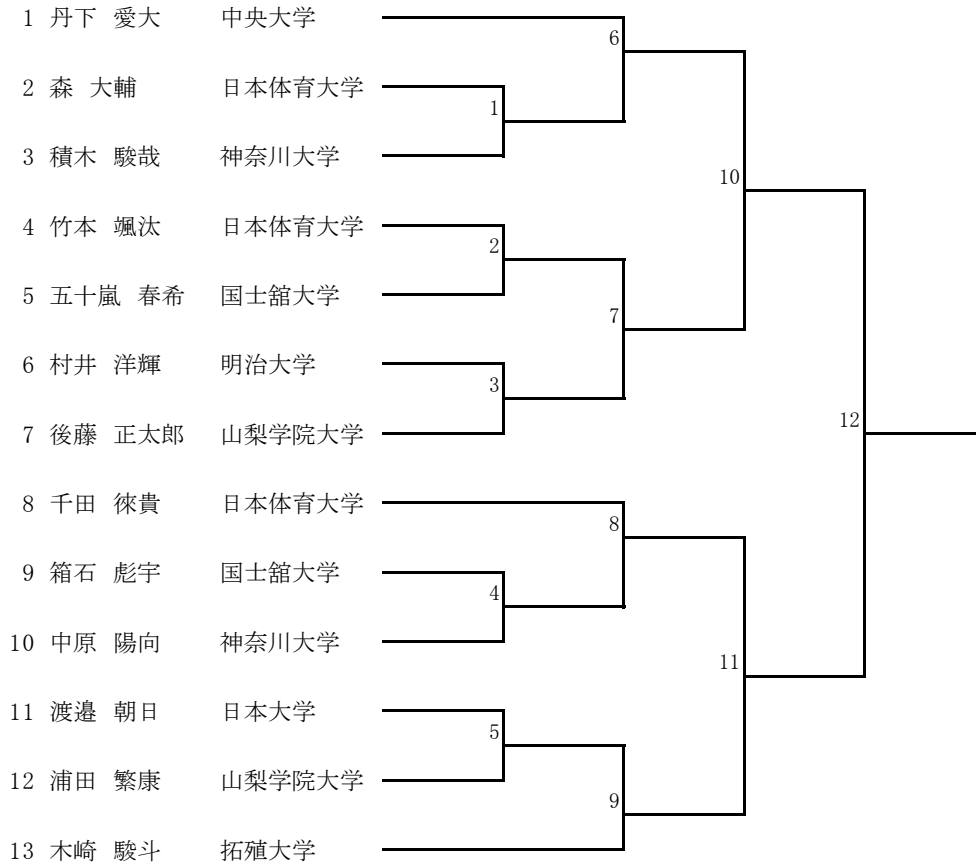 1 丹下 愛大 中央大学
6
2 森 大輔 日本体育大学
1
3 積木 駿哉 神奈川大学
10
4 竹本 颯汰 日本体育大学
2
5 五十嵐 春希 国士舘大学
7
6 村井 洋輝 明治大学
3
7 後藤 正太郎 山梨学院大学
12
8 千田 徠貴 日本体育大学
8
9 箱石 彪宇 国士舘大学
4
10 中原 陽向 神奈川大学
11
11 渡邉 朝日 日本大学
5
12 浦田 繁康 山梨学院大学
9
13 木崎 駿斗 拓殖大学